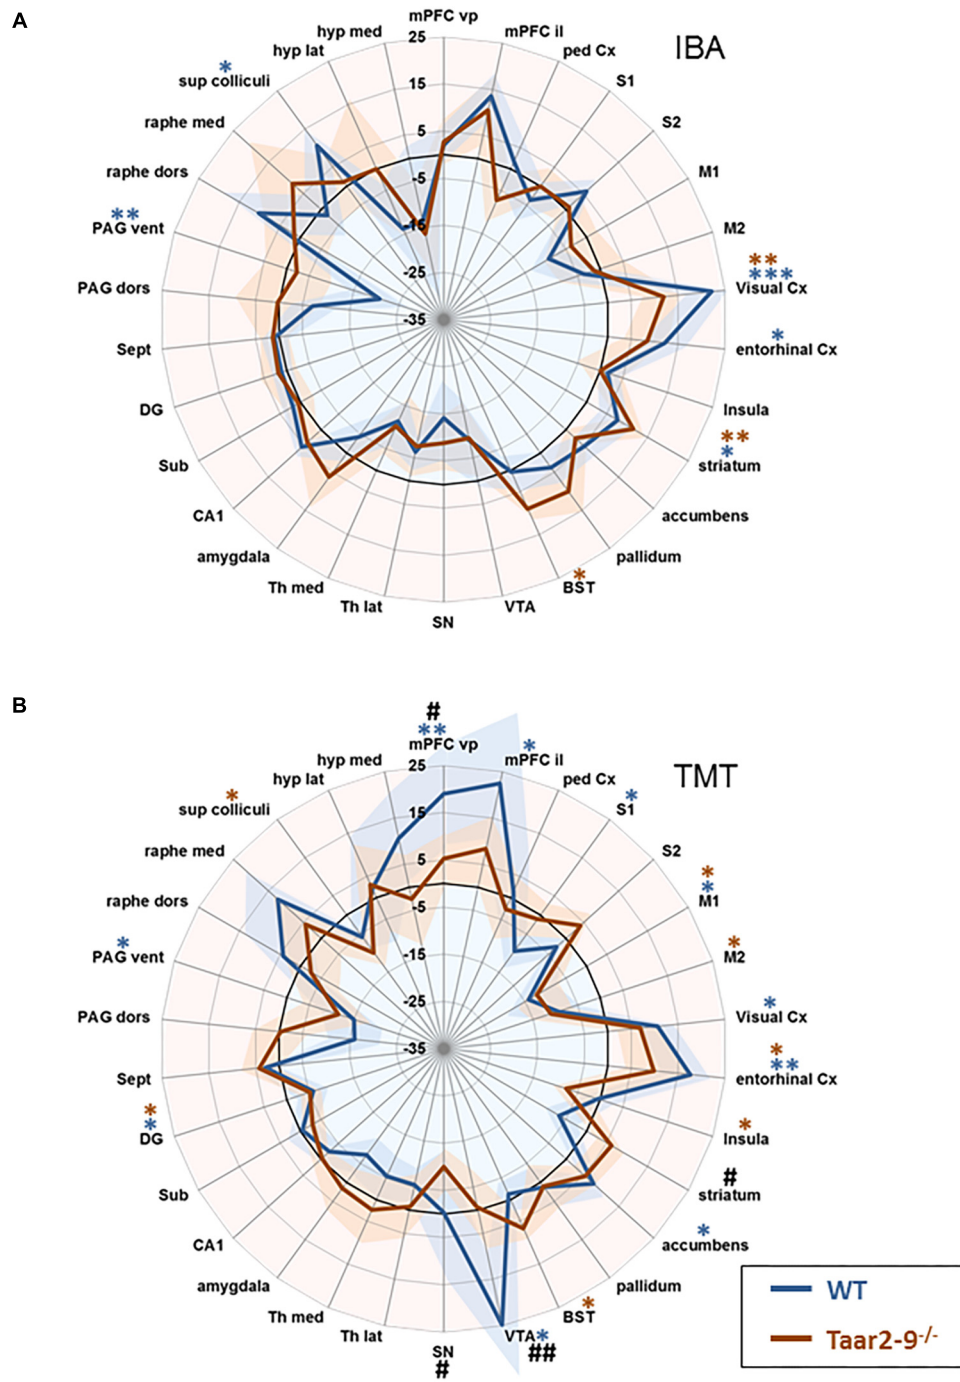 A
IBA
mPFC vp
mPFC il
ped Cx
S1
S2
M1
M2
**
***
Visual Cx
*
entorhinal Cx
Insula
**
*
striatum
accumbens
pallidum
*
BST
VTA
SN
Th lat
Th med
amygdala
CA1
Sub
DG
Sept
PAG dors
**
PAG vent
raphe dors
raphe med
*
sup colliculi
hyp lat
hyp med
25
15
5
-5
-15
-25
-35
B
TMT
#
**
mPFC vp
*
mPFC il
ped Cx
*
S1
S2
*
*
M1
*
M2
*
Visual Cx
*
**
entorhinal Cx
*
Insula
#
striatum
*
accumbens
pallidum
*
BST
VTA*
##
SN
#
Th lat
Th med
amygdala
CA1
Sub
*
*
DG
Sept
PAG dors
*
PAG vent
raphe dors
raphe med
*
sup colliculi
hyp lat
hyp med
25
15
5
-5
-15
-25
-35
WT
Taar2-9-/-